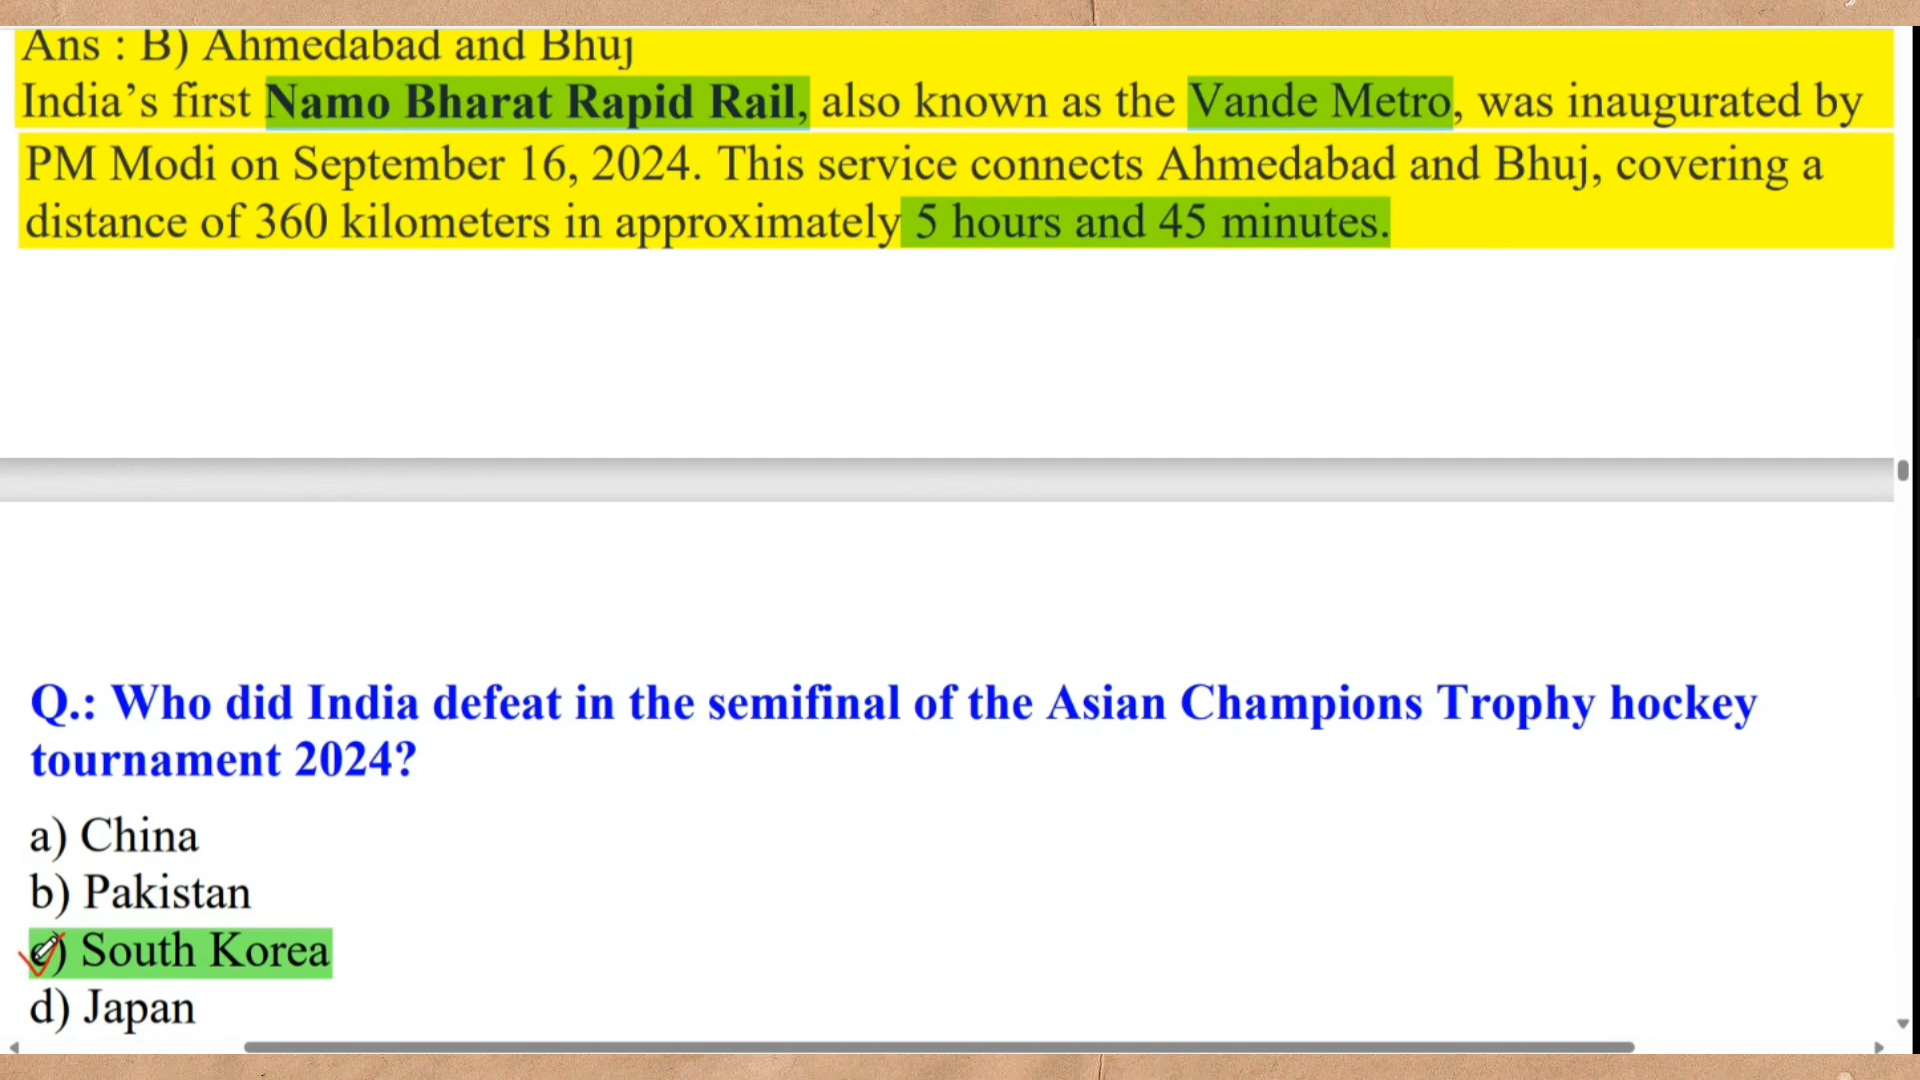 Ans : B) Ahmedabad and Bhuj
India’s first Namo Bharat Rapid Rail, also known as the Vande Metro, was inaugurated by
PM Modi on September 16, 2024. This service connects Ahmedabad and Bhuj, covering a
distance of 360 kilometers in approximately 5 hours and 45 minutes.
Q.: Who did India defeat in the semifinal of the Asian Champions Trophy hockey
tournament 2024?
a) China
b) Pakistan
c) South Korea
d) Japan